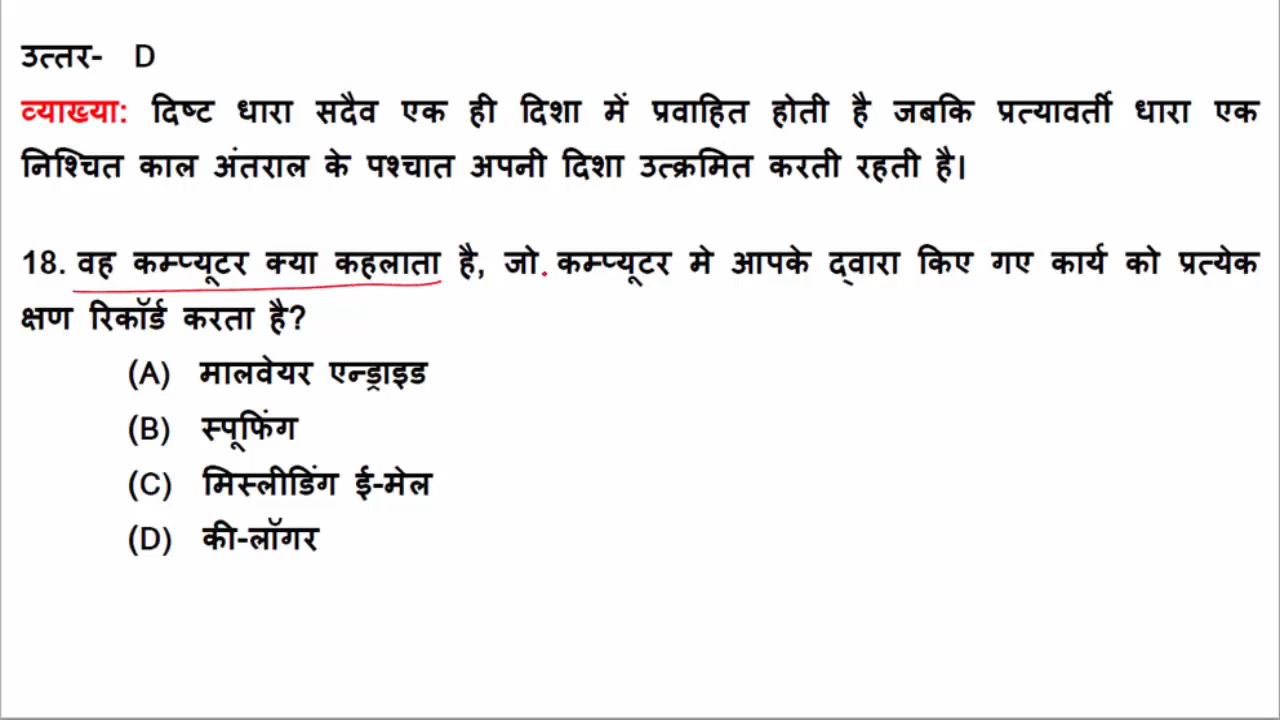 उत्तर- D
व्याख्या: दिष्ट धारा सदैव एक ही दिशा में प्रवाहित होती है जबकि प्रत्यावर्ती धारा एक
निश्चित काल अंतराल के पश्चात अपनी दिशा उत्क्रमित करती रहती है।
18. वह कम्प्यूटर क्या कहलाता है, जो कम्प्यूटर मे आपके द्वारा किए गए कार्य को प्रत्येक
क्षण रिकॉर्ड करता है?
(A) मालवेयर एन्ड्राइड
(B) स्पूफिंग
(C) मिस्लीडिंग ई-मेल
(D) की-लॉगर